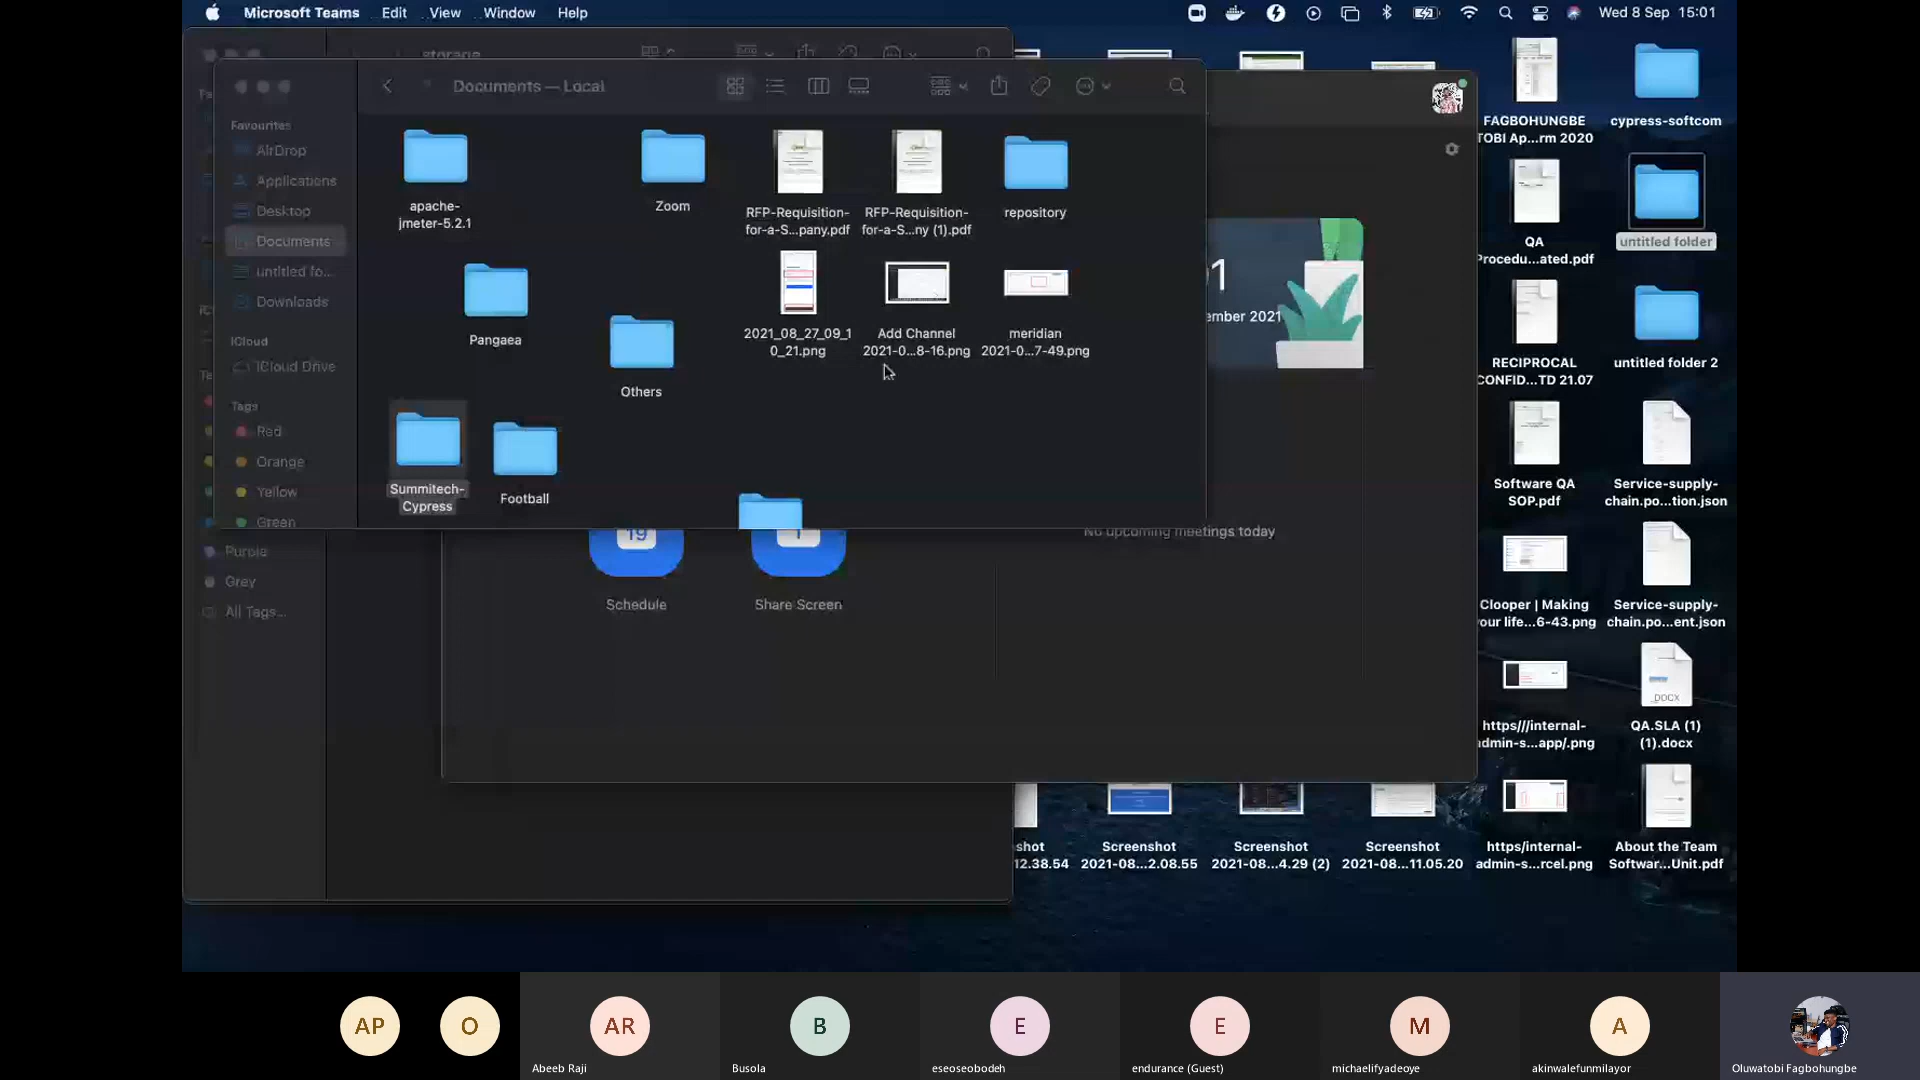 Microsoft Teams Edit View Window Help
Wed 8 Sep 15:01
storage
Documents — Local
Favourites
AirDrop
Applications
Desktop
Documents
untitled fo...
Downloads
iCloud
iCloud Drive
Tags
Red
Orange
Yellow
Green
Purple
Grey
All Tags...
apache-
jmeter-5.2.1
Zoom
RFP-Requisition-
for-a-S...pany.pdf
RFP-Requisition-
for-a-S...ny (1).pdf
repository
Pangaea
Others
2021_08_27_09_1
0_21.png
Add Channel
2021-0...8-16.png
meridian
2021-0...7-49.png
Summitech-
Cypress
Football
1
ember 2021
No upcoming meetings today
19
Schedule
Share Screen
FAGBOHUNGBE
TOBI Ap...rm 2020
cypress-softcom
QA
Procedu...ated.pdf
untitled folder
RECIPROCAL
CONFID...TD 21.07
untitled folder 2
Software QA
SOP.pdf
Service-supply-
chain.po...tion.json
Clooper | Making
your life...6-43.png
Service-supply-
chain.po...ent.json
https///internal-
admin-s...app/.png
DOCX
QA.SLA (1)
(1).docx
shot
12.38.54
Screenshot
2021-08...2.08.55
Screenshot
2021-08...4.29 (2)
Screenshot
2021-08...11.05.20
https/internal-
admin-s...rcel.png
About the Team
Softwar...Unit.pdf
AP
O
AR
Abeeb Raji
B
Busola
E
eseoseobodeh
E
endurance (Guest)
M
michaelifyadeoye
A
akinwalefunmilayor
Oluwatobi Fagbohungbe